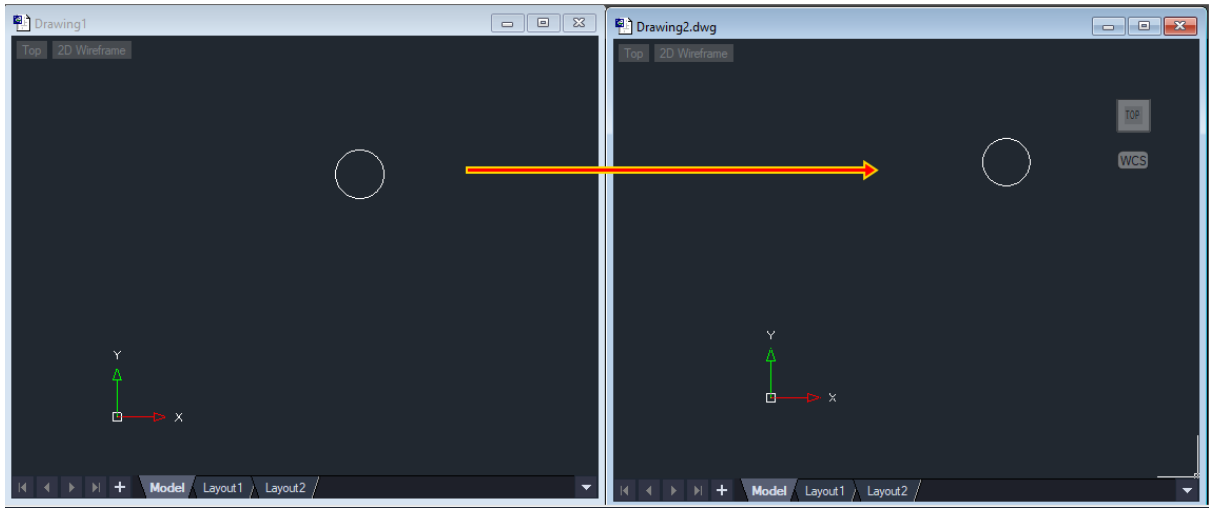 Drawing1
Top 2D Wireframe
Y
X
Model Layout1 Layout2
Drawing2.dwg
Top 2D Wireframe
TOP
WCS
Y
X
Model Layout1 Layout2